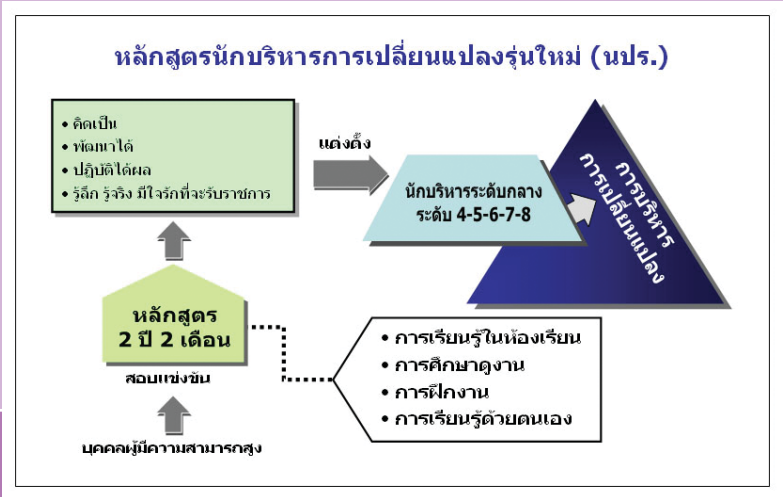 หลักสูตรนักบริหารการเปลี่ยนแปลงรุ่นใหม่ (นปร.)
• คิดเป็น
• พัฒนาได้
• ปฏิบัติได้ผล
• รู้ลึก รู้จริง มีใจรักที่จะรับราชการ
แต่งตั้ง
นักบริหารระดับกลาง
ระดับ 4-5-6-7-8
การบริหาร
การเปลี่ยนแปลง
หลักสูตร
2 ปี 2 เดือน
สอบแข่งขัน
บุคคลผู้มีความสามารถสูง
• การเรียนรู้ในห้องเรียน
• การศึกษาดูงาน
• การฝึกงาน
• การเรียนรู้ด้วยตนเอง